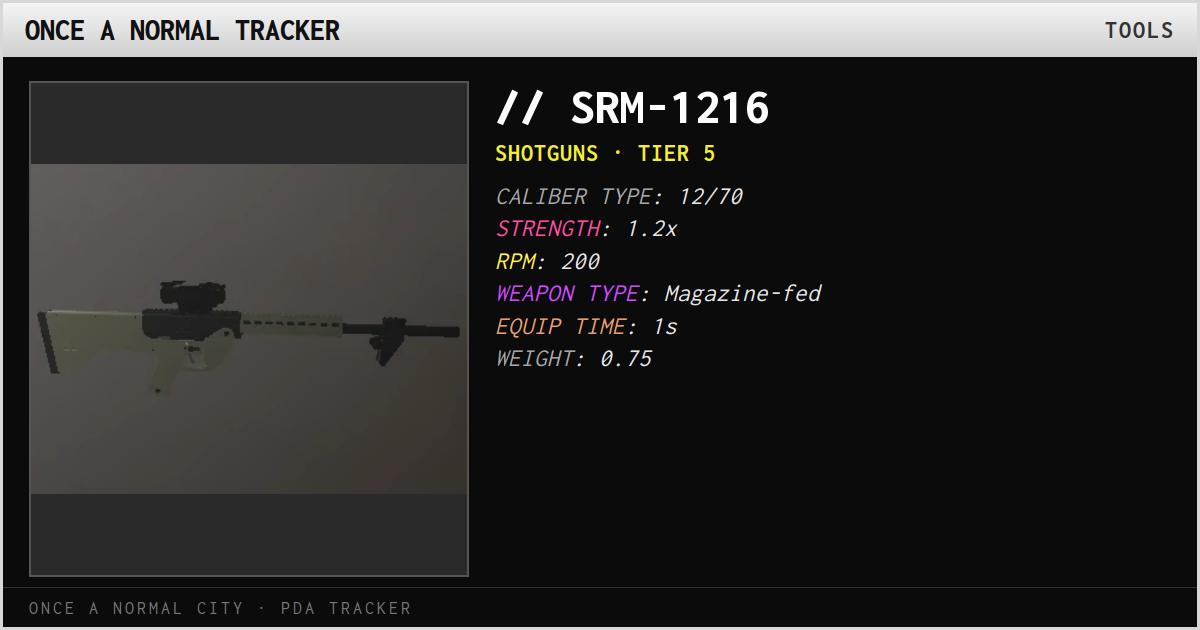 ONCE A NORMAL TRACKER
TOOLS
// SRM-1216
SHOTGUNS · TIER 5
CALIBER TYPE: 12/70
STRENGTH: 1.2x
RPM: 200
WEAPON TYPE: Magazine-fed
EQUIP TIME: 1s
WEIGHT: 0.75
ONCE A NORMAL CITY · PDA TRACKER